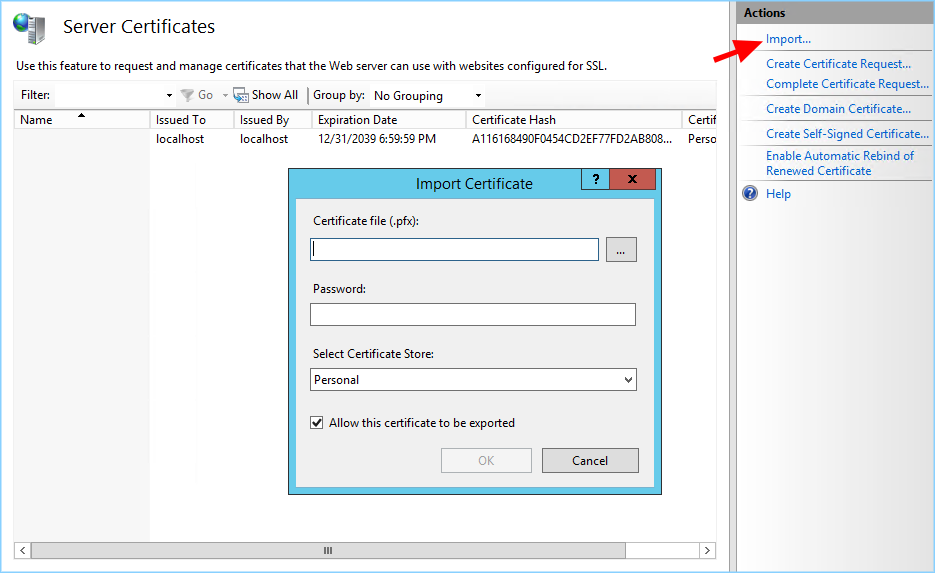 Server Certificates
Use this feature to request and manage certificates that the Web server can use with websites configured for SSL.
Filter: Go Show All Group by: No Grouping
Name Issued To Issued By Expiration Date Certificate Hash Certif
localhost localhost 12/31/2039 6:59:59 PM A116168490F0454CD2EF77FD2AB808... Perso
Import Certificate ? x
Certificate file (.pfx):
...
Password:
Select Certificate Store:
Personal
Allow this certificate to be exported
OK Cancel
Actions
Import...
Create Certificate Request...
Complete Certificate Request...
Create Domain Certificate...
Create Self-Signed Certificate...
Enable Automatic Rebind of
Renewed Certificate
Help